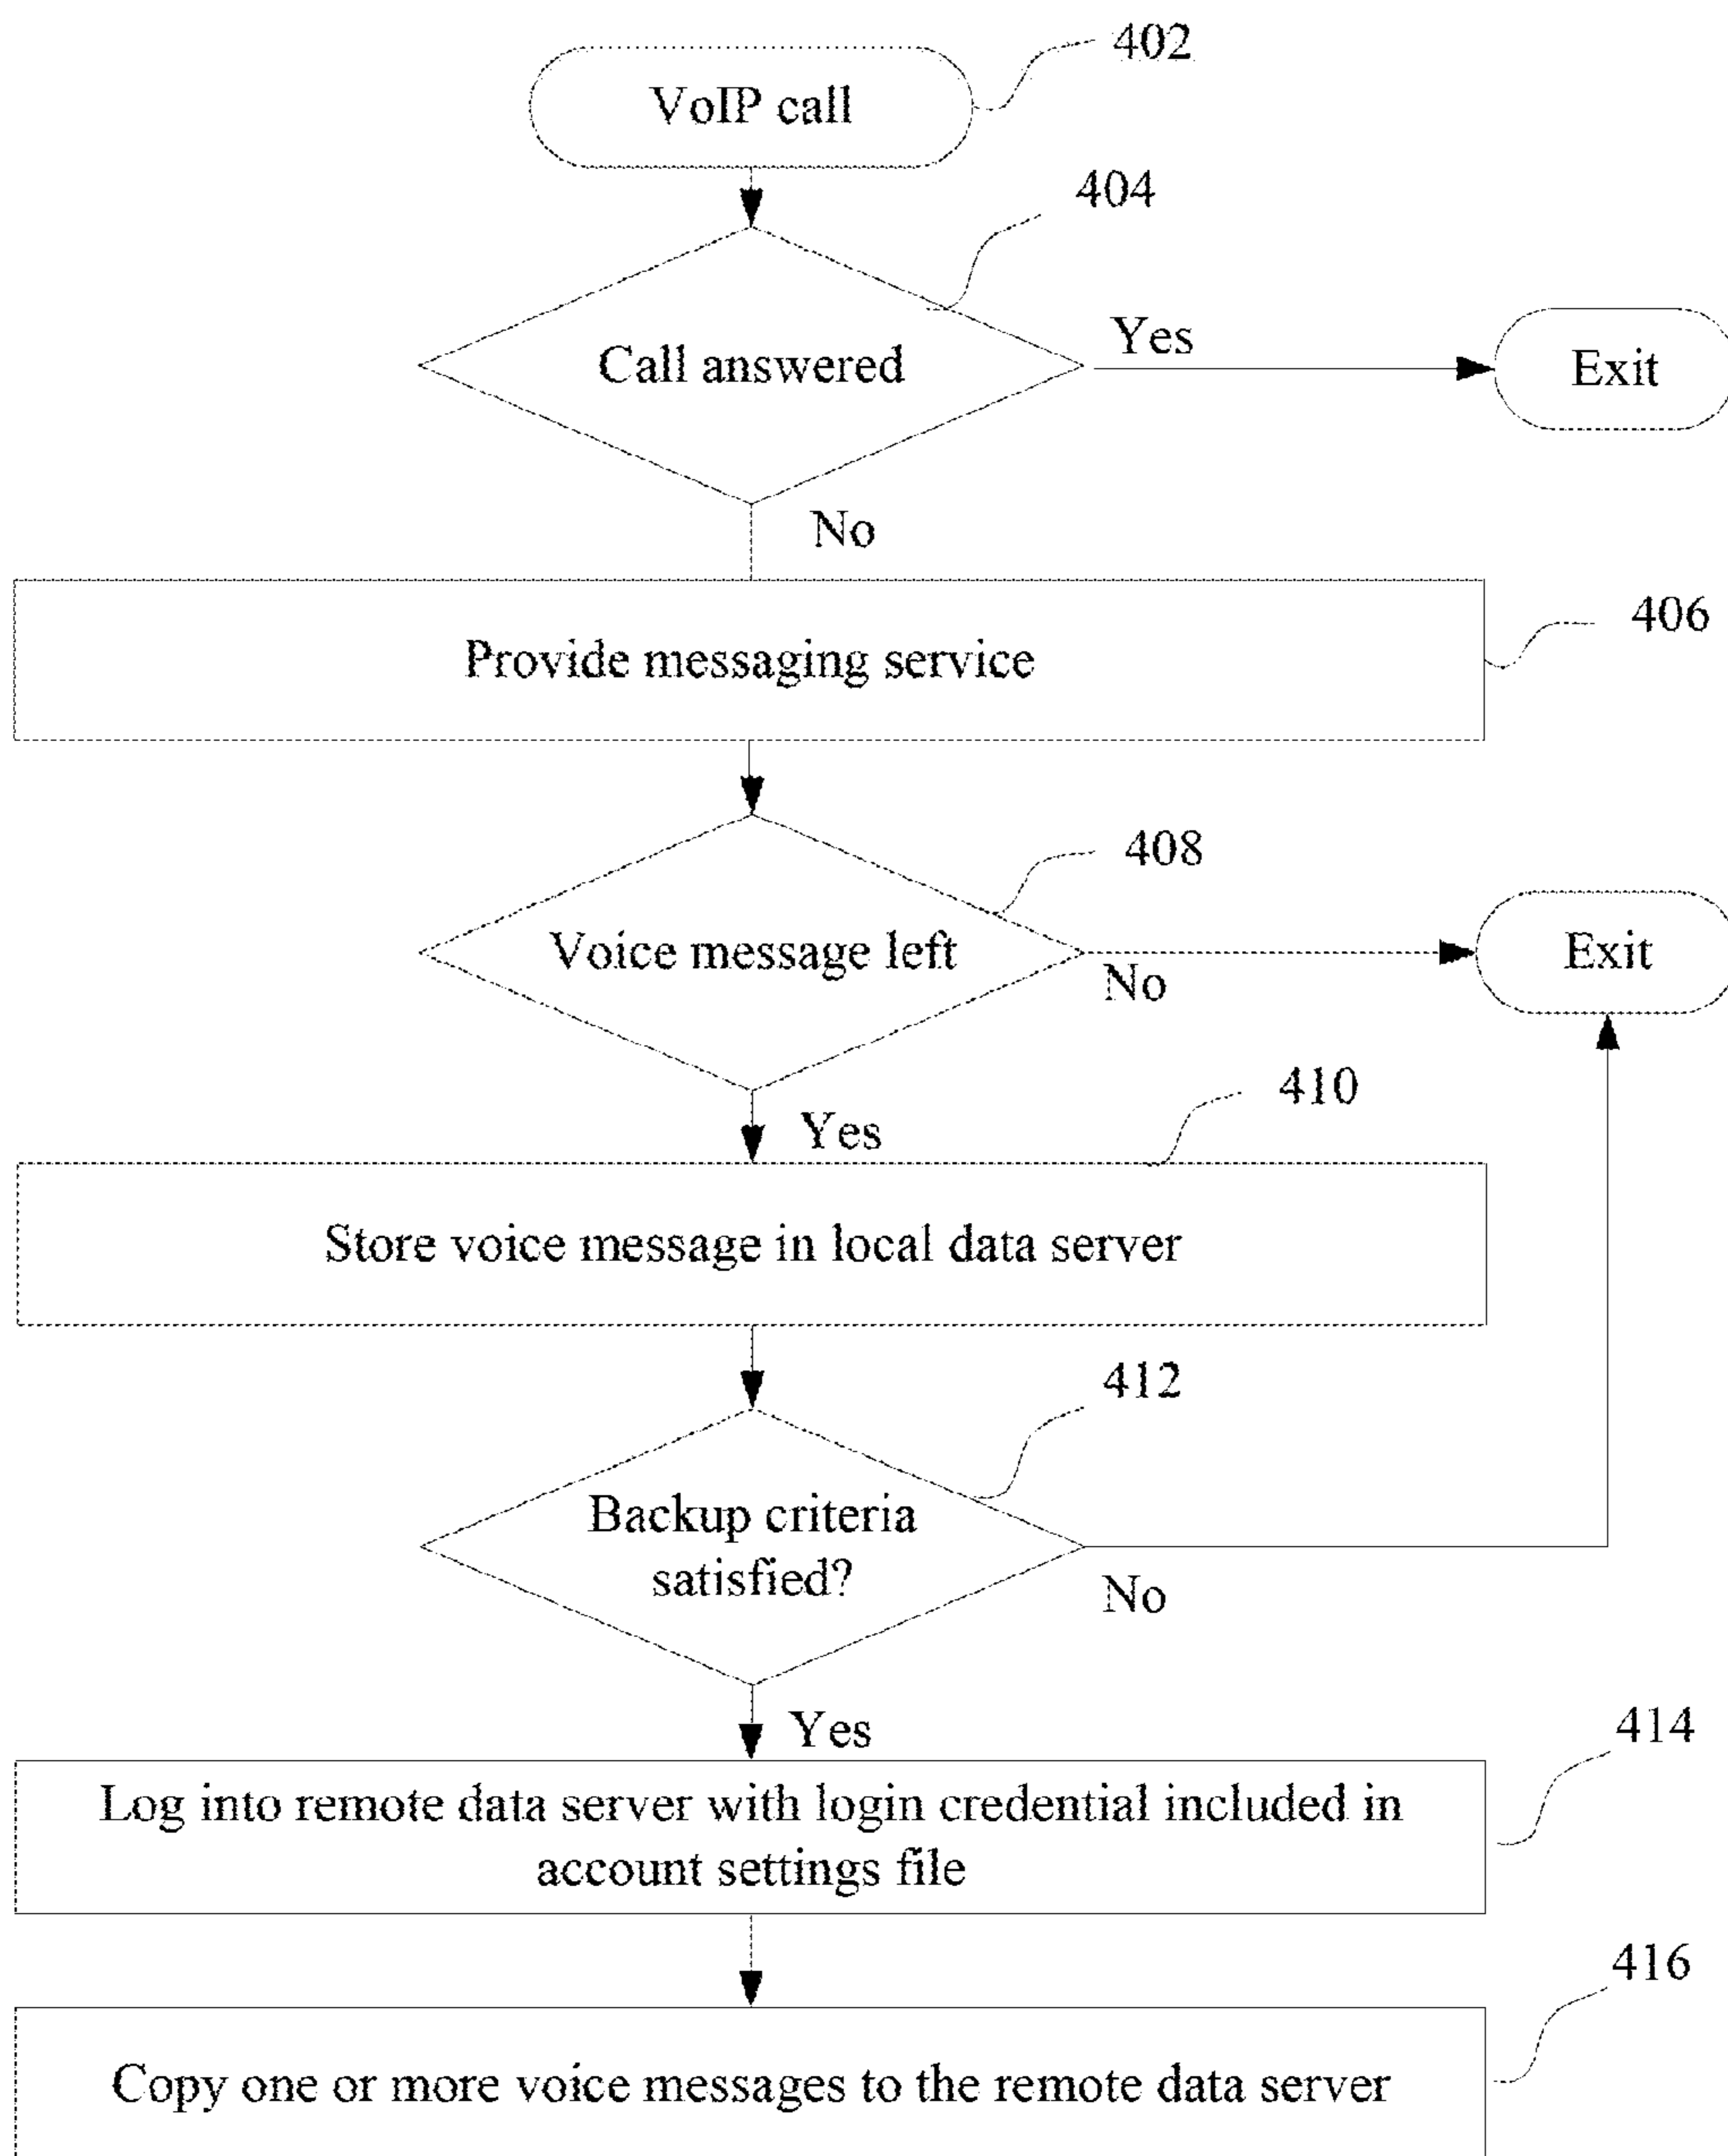 402
VoIP call
404
Call answered
Yes
Exit
No
Provide messaging service
406
408
Voice message left
No
Exit
Yes
410
Store voice message in local data server
412
Backup criteria
satisfied?
No
Yes
414
Log into remote data server with login credential included in
account settings file
416
Copy one or more voice messages to the remote data server